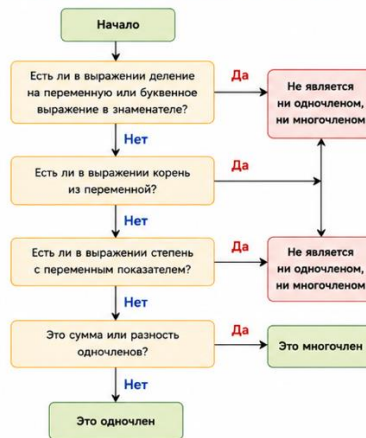 Начало
Есть ли в выражении деление
на переменную или буквенное
выражение в знаменателе?
Да
Не является
ни одночленом,
ни многочленом
Нет
Есть ли в выражении корень
из переменной?
Да
Нет
Есть ли в выражении степень
с переменным показателем?
Да
Не является
ни одночленом,
ни многочленом
Нет
Это сумма или разность
одночленов?
Да
Это многочлен
Нет
Это одночлен